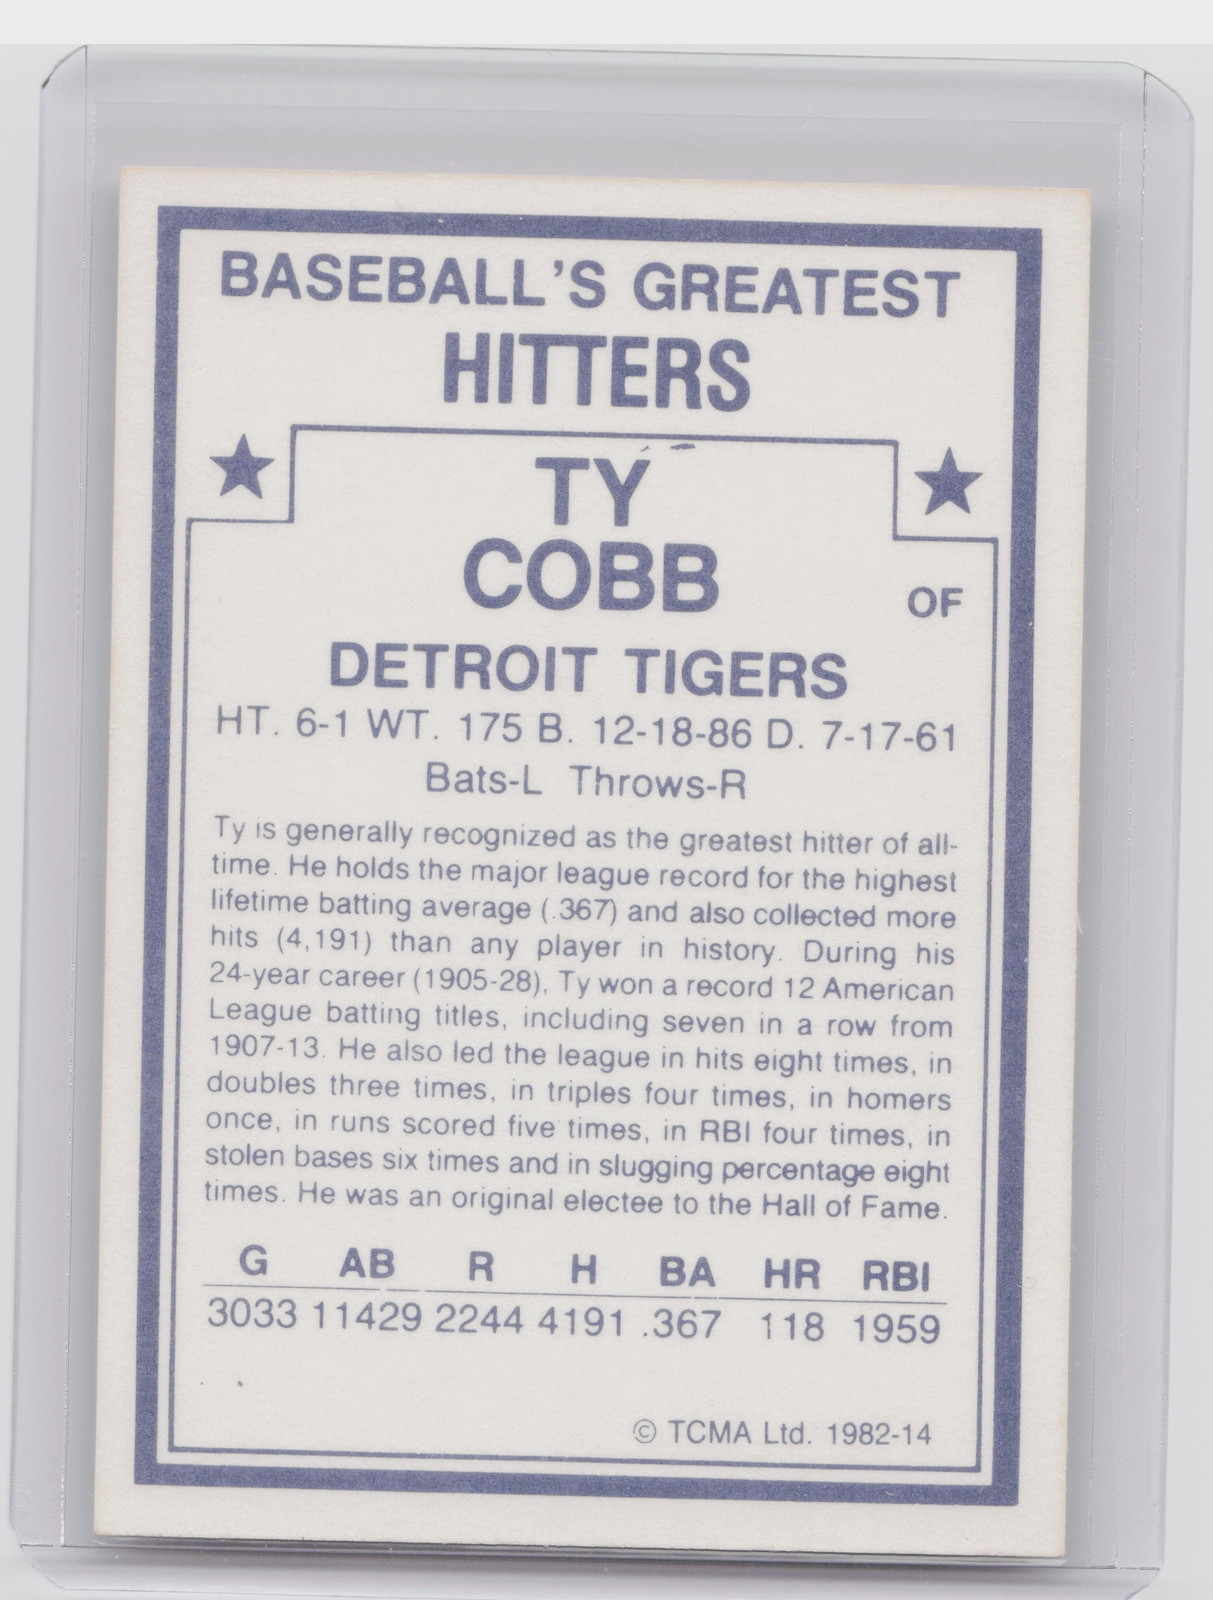 BASEBALL'S GREATEST
HITTERS
TY
COBB
OF
DETROIT TIGERS
HT. 6-1 WT. 175 B. 12-18-86 D. 7-17-61
Bats-L Throws-R
Ty is generally recognized as the greatest hitter of all-
time. He holds the major league record for the highest
lifetime batting average (.367) and also collected more
hits (4,191) than any player in history. During his
24-year career (1905-28), Ty won a record 12 American
League batting titles, including seven in a row from
1907-13. He also led the league in hits eight times, in
doubles three times, in triples four times, in homers
once, in runs scored five times, in RBI four times, in
stolen bases six times and in slugging percentage eight
times. He was an original electee to the Hall of Fame.
G AB R H BA HR RBI
3033 11429 2244 4191 .367 118 1959
© TCMA Ltd. 1982-14